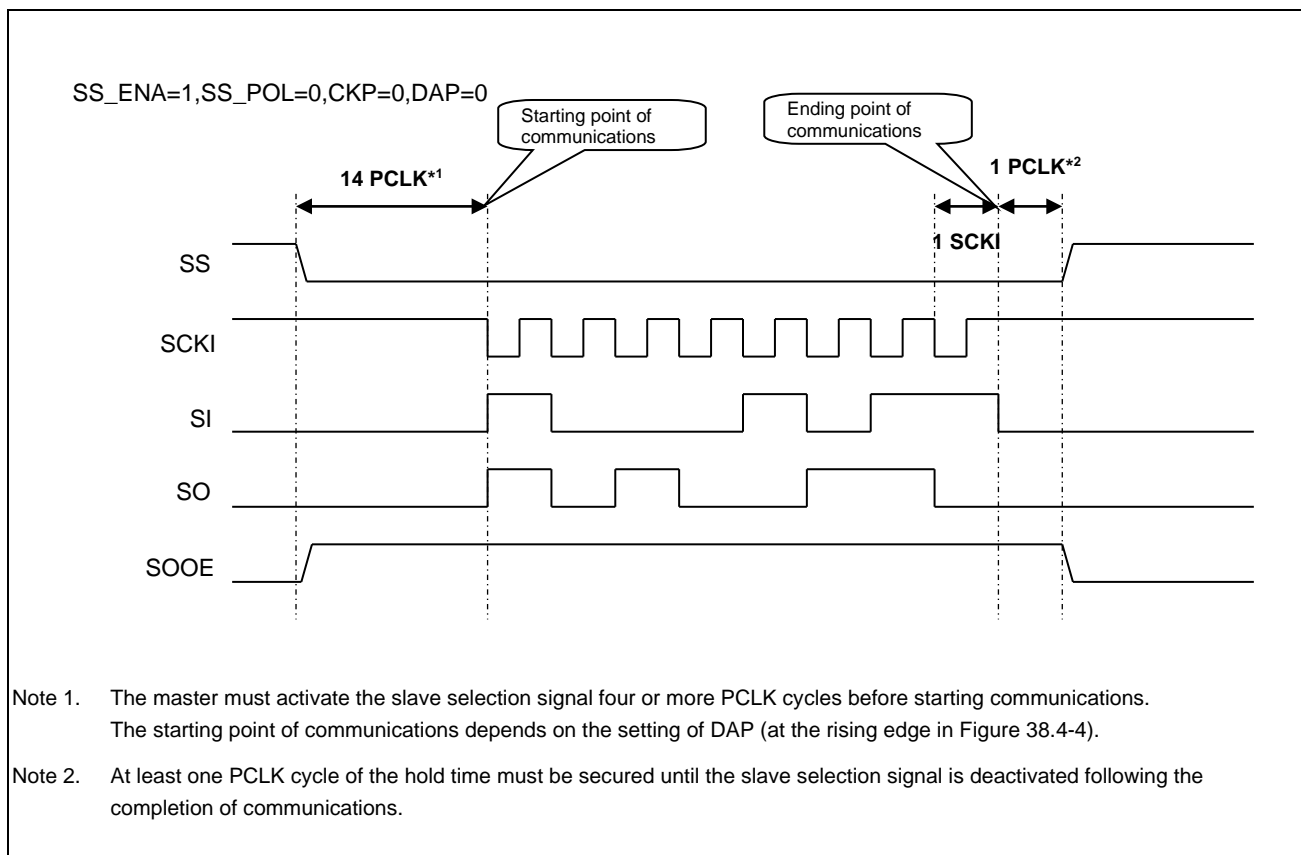 SS_ENA=1,SS_POL=0,CKP=0,DAP=0
Starting point of
communications
Ending point of
communications
14 PCLK*1
1 PCLK*2
1 SCKI
SS
SCKI
SI
SO
SOOE
Note 1. The master must activate the slave selection signal four or more PCLK cycles before starting communications.
The starting point of communications depends on the setting of DAP (at the rising edge in Figure 38.4-4).
Note 2. At least one PCLK cycle of the hold time must be secured until the slave selection signal is deactivated following the
completion of communications.